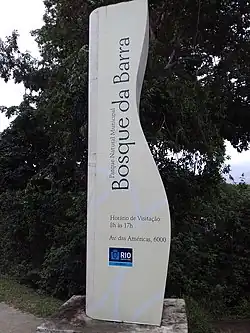 Parque Natural Municipal
Bosque da Barra
Horário de Visitação
8h às 17h
Av. das Américas, 6000
RIO